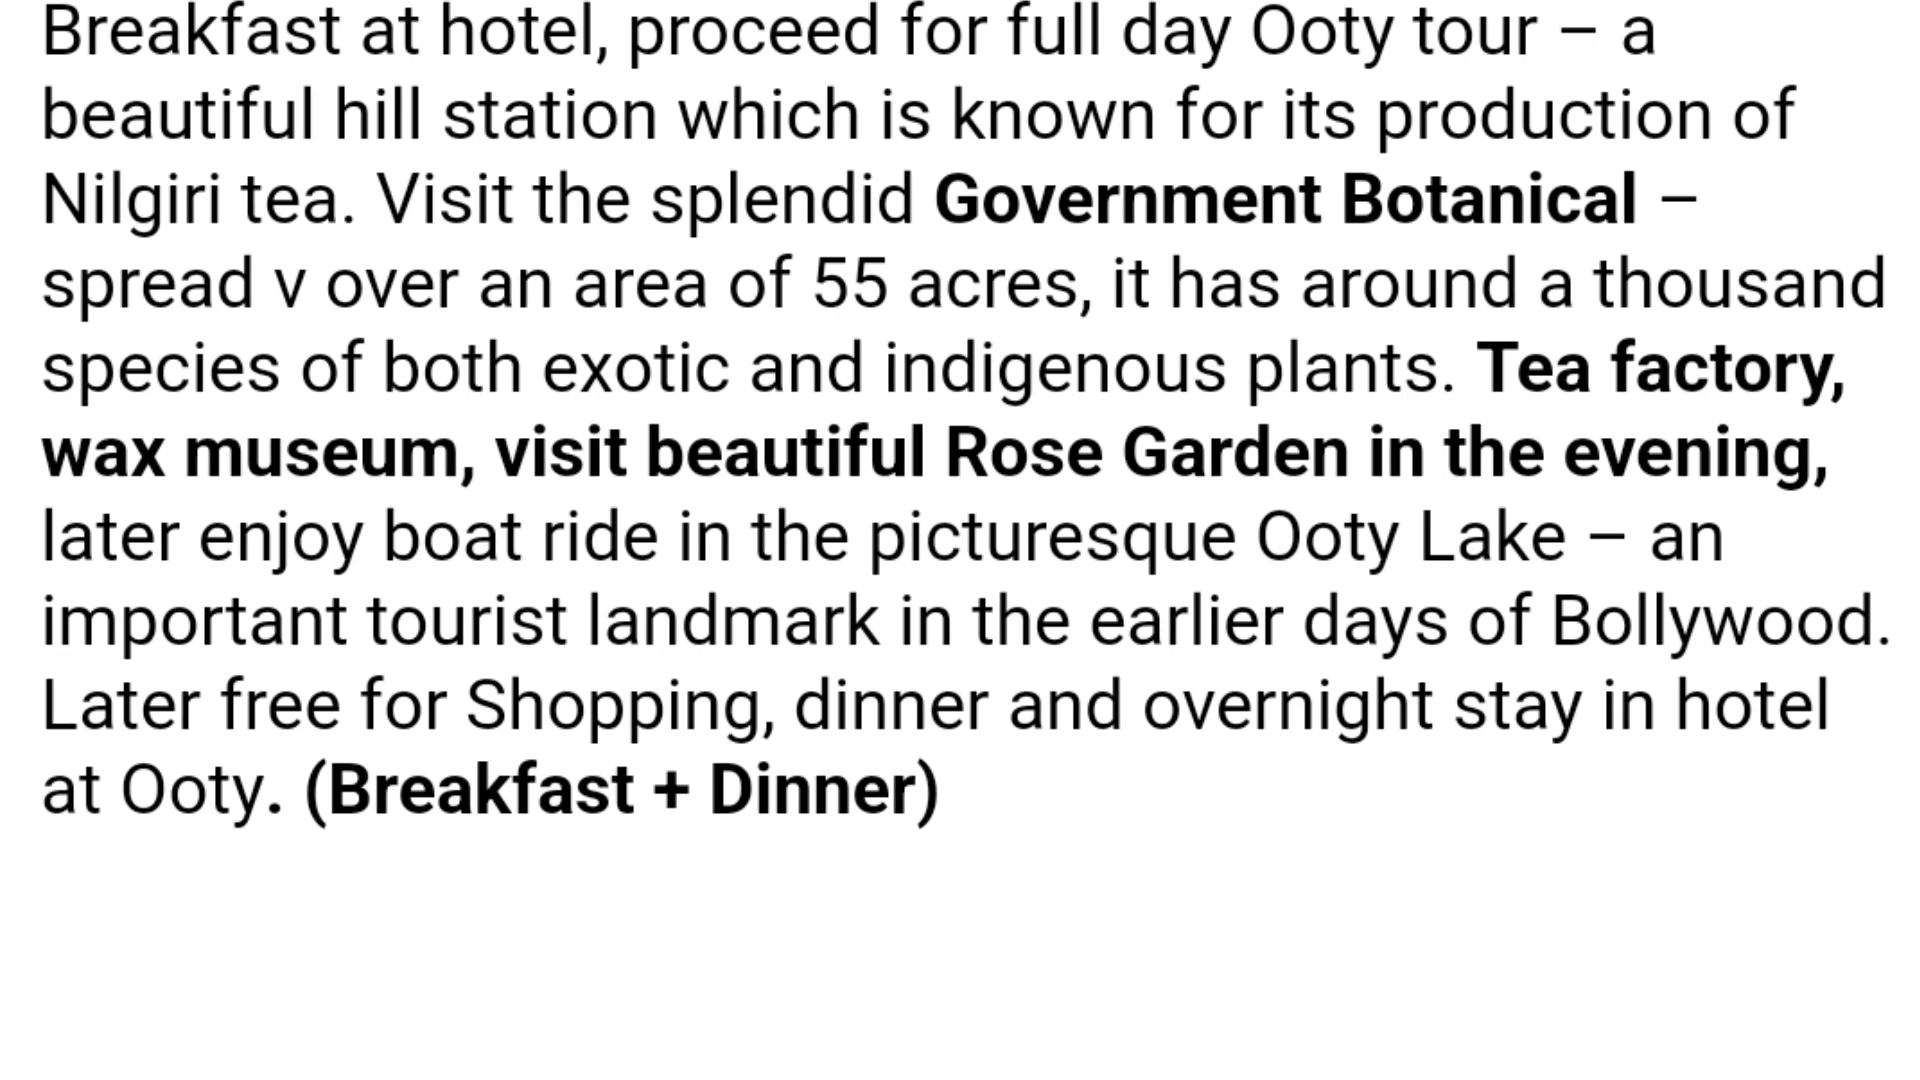 Breakfast at hotel, proceed for full day Ooty tour – a
beautiful hill station which is known for its production of
Nilgiri tea. Visit the splendid Government Botanical –
spread v over an area of 55 acres, it has around a thousand
species of both exotic and indigenous plants. Tea factory,
wax museum, visit beautiful Rose Garden in the evening,
later enjoy boat ride in the picturesque Ooty Lake – an
important tourist landmark in the earlier days of Bollywood.
Later free for Shopping, dinner and overnight stay in hotel
at Ooty. (Breakfast + Dinner)